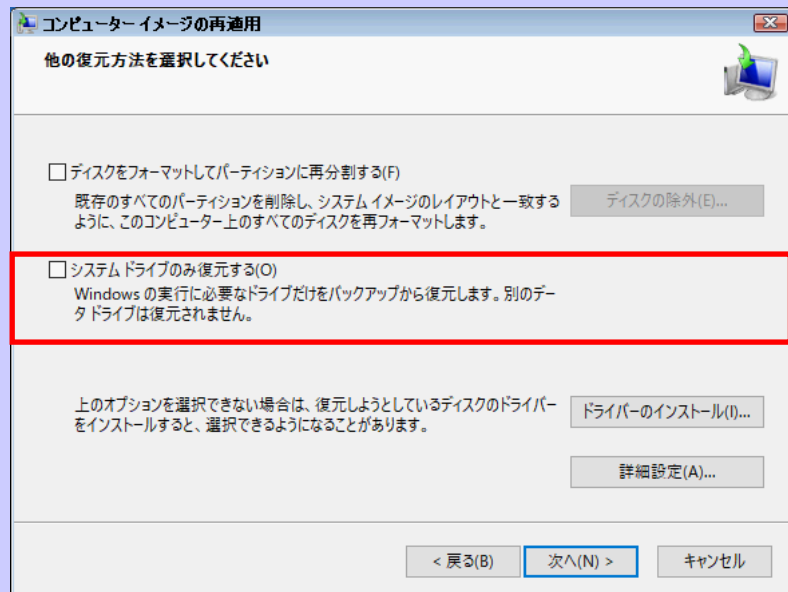 コンピューター イメージの再適用
他の復元方法を選択してください
ディスクをフォーマットしてパーティションに再分割する(F)
既存のすべてのパーティションを削除し、システム イメージのレイアウトと一致する
ように、このコンピューター上のすべてのディスクを再フォーマットします。
ディスクの除外(E)...
システム ドライブのみ復元する(O)
Windows の実行に必要なドライブだけをバックアップから復元します。別のデー
タ ドライブは復元されません。
上のオプションを選択できない場合は、復元しようとしているディスクのドライバー
をインストールすると、選択できるようになることがあります。
ドライバーのインストール(I)...
詳細設定(A)...
< 戻る(B)
次へ(N) >
キャンセル